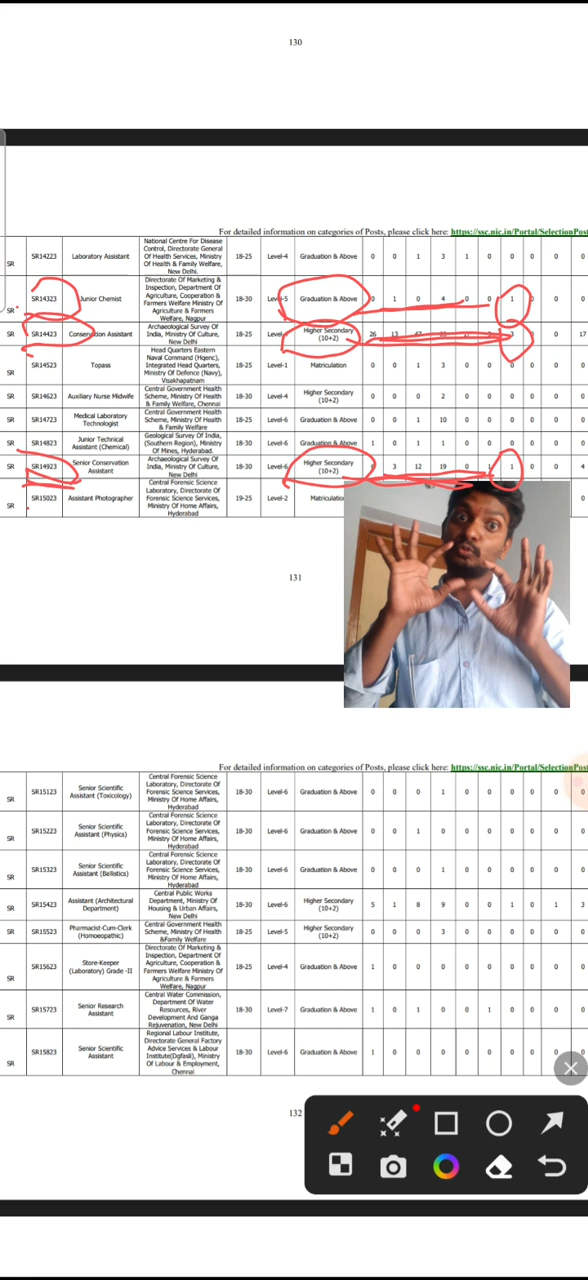 130
For detailed information on categories of Posts, please click here: https://ssc.nic.in/Portal/SelectionPost
SR SR14223 Laboratory Assistant National Centre For Disease Control, Directorate General Of Health Services, Ministry Of Health & Family Welfare, New Delhi. 18-25 Level-4 Graduation & Above 0 0 1 3 1 0 0 0 0 0
SR SR14323 Junior Chemist Directorate Of Marketing & Inspection, Department Of Agriculture, Cooperation & Farmers Welfare Ministry Of Agriculture & Farmers Welfare, Nagpur 18-30 Level-5 Graduation & Above 0 1 0 4 0 0 1 0 0 0
SR SR14423 Conservation Assistant Archaeological Survey Of India, Ministry Of Culture, New Delhi 18-25 Higher Secondary (10+2) 26 13 0 17
SR SR14523 Topass Head Quarters Eastern Naval Command (Hqenc), Integrated Head Quarters, Ministry Of Defence (Navy), Visakhapatnam 18-25 Level-1 Matriculation 0 0 1 3 0 0 0 0 0 0
SR SR14623 Auxiliary Nurse Midwife Central Government Health Scheme, Ministry Of Health & Family Welfare, Chennai 18-30 Level-4 Higher Secondary (10+2) 0 0 0 2 0 0 0 0 0 0
SR SR14723 Medical Laboratory Technologist Central Government Health Scheme, Ministry Of Health & Family Welfare 18-25 Level-6 Graduation & Above 0 0 1 10 0 0 0 0 0 0
SR SR14823 Junior Technical Assistant (Chemical) Geological Survey Of India, (Southern Region), Ministry Of Mines, Hyderabad. 18-30 Level-6 Graduation & Above 1 0 1 1 0 0 0 0 0 0
SR SR14923 Senior Conservation Assistant Archaeological Survey Of India, Ministry Of Culture, New Delhi 18-30 Level-6 Higher Secondary (10+2) 3 12 19 0 1 1 0 0 4
SR SR15023 Assistant Photographer Central Forensic Science Laboratory, Directorate Of Forensic Science Services, Ministry Of Home Affairs, Hyderabad 19-25 Level-2 0
131
For detailed information on categories of Posts, please click here: https://ssc.nic.in/Portal/SelectionPost
SR SR15123 Senior Scientific Assistant (Toxicology) Central Forensic Science Laboratory, Directorate Of Forensic Science Services, Ministry Of Home Affairs, Hyderabad 18-30 Level-6 Graduation & Above 0 0 0 1 0 0 0 0 0 0
SR SR15223 Senior Scientific Assistant (Physics) Central Forensic Science Laboratory, Directorate Of Forensic Science Services, Ministry Of Home Affairs, Hyderabad 18-30 Level-6 Graduation & Above 0 0 1 0 0 0 0 0 0 0
SR SR15323 Senior Scientific Assistant (Ballistics) Central Forensic Science Laboratory, Directorate Of Forensic Science Services, Ministry Of Home Affairs, Hyderabad 18-30 Level-6 Graduation & Above 0 0 0 1 0 0 0 0 0 0
SR SR15423 Assistant (Architectural Department) Central Public Works Department, Ministry Of Housing & Urban Affairs, New Delhi 18-30 Level-6 Higher Secondary (10+2) 5 1 8 9 0 0 1 0 1 3
SR SR15523 Pharmacist-Cum-Clerk (Homoeopathic) Central Government Health Scheme, Ministry Of Health &Family Welfare 18-25 Level-5 Higher Secondary (10+2) 0 0 0 3 0 0 0 0 0 0
SR SR15623 Store-Keeper (Laboratory) Grade -II Directorate Of Marketing & Inspection, Department Of Agriculture, Cooperation & Farmers Welfare Ministry Of Agriculture & Farmers Welfare, Nagpur 18-25 Level-4 Graduation & Above 1 0 0 0 0 0 0 0 0 0
SR SR15723 Senior Research Assistant Central Water Commission, Department Of Water Resources, River Development And Ganga Rejuvenation, New Delhi 18-30 Level-7 Graduation & Above 1 0 1 0 0 1 0 0 0 0
SR SR15823 Senior Scientific Assistant Regional Labour Institute, Directorate General Factory Advice Services & Labour Institute(Dgfasli), Ministry Of Labour & Employment, Chennai 18-30 Level-6 Graduation & Above 1 0 0 0 0 0 0 0 0
132